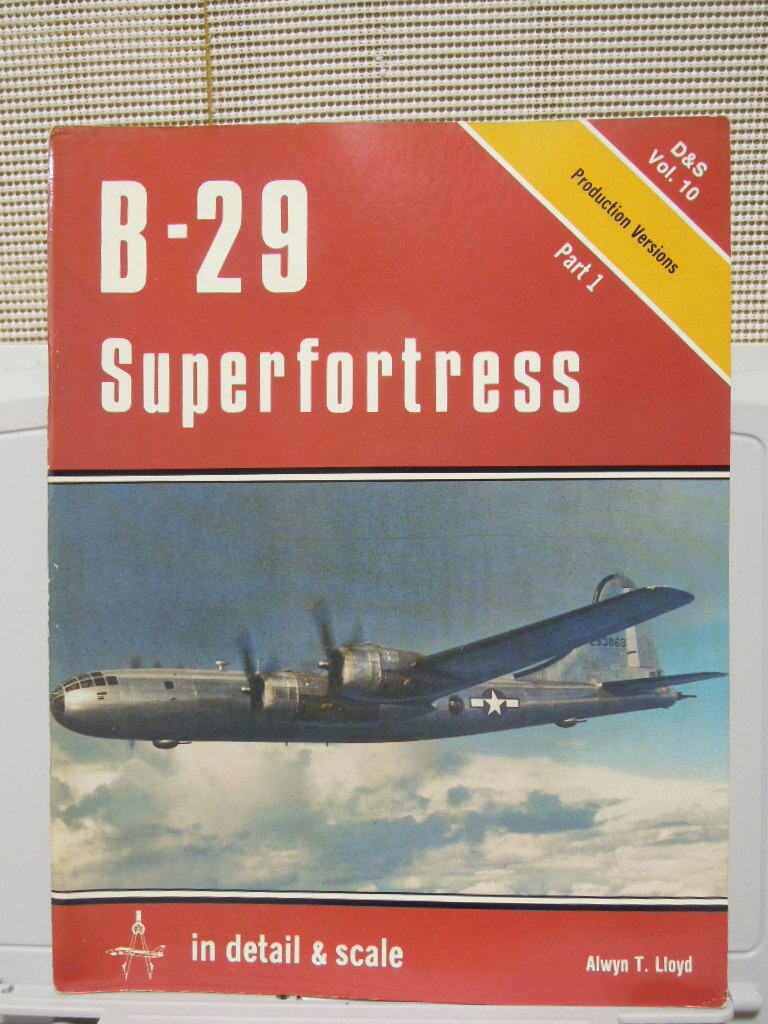 D&S
Vol. 10
Production Versions
Part 1
B-29
Superfortress
in detail & scale
Alwyn T. Lloyd